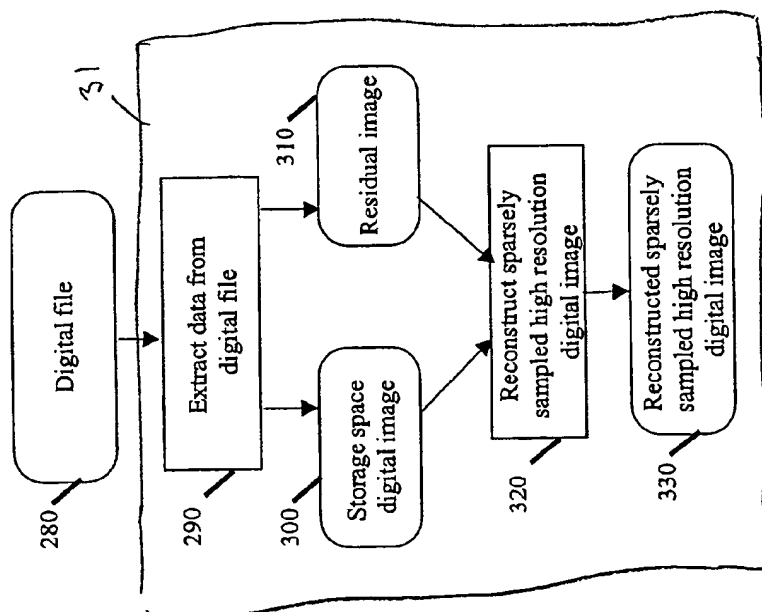 Digital file
280
31
Extract data from
digital file
290
Storage space
digital image
300
Residual image
310
Reconstruct sparsely
sampled high resolution
digital image
320
Reconstructed sparsely
sampled high resolution
digital image
330